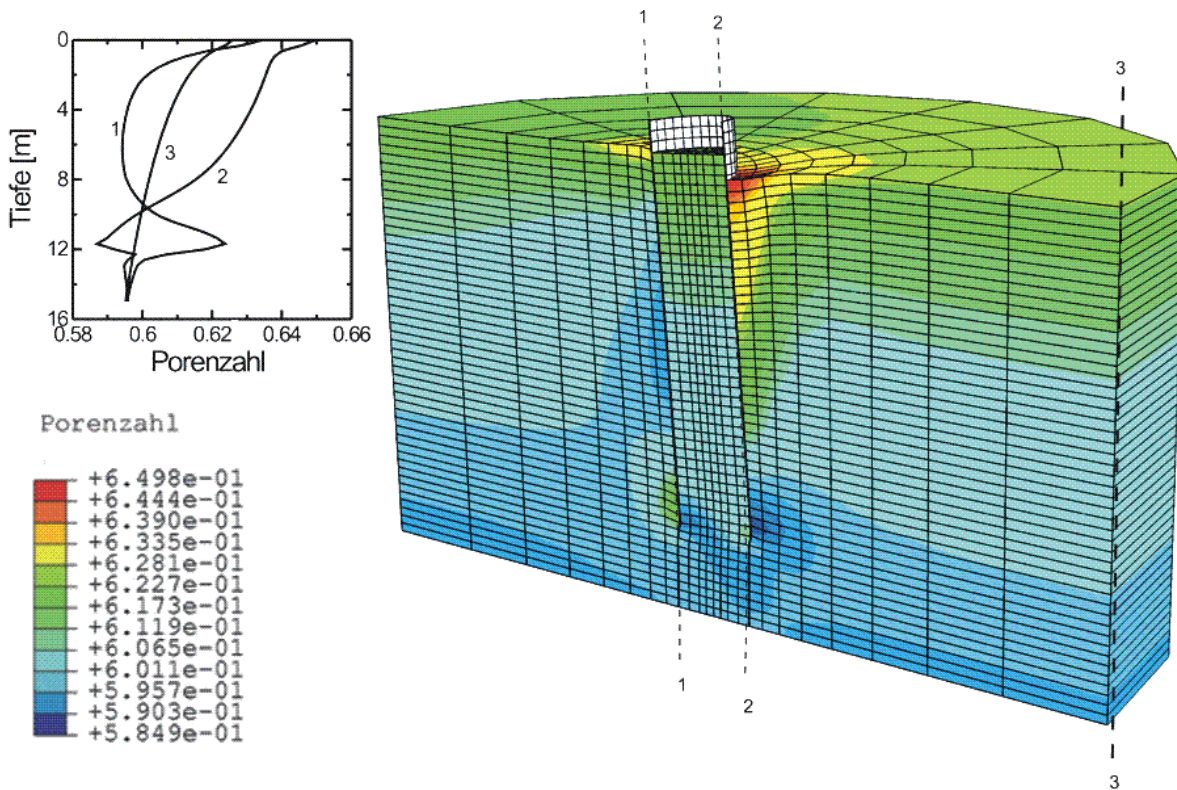 0
4
8
12
16
Tiefe [m]
0.58
0.6
0.62
0.64
0.66
Porenzahl
1
3
2
Porenzahl
+6.498e-01
+6.444e-01
+6.390e-01
+6.335e-01
+6.281e-01
+6.227e-01
+6.173e-01
+6.119e-01
+6.065e-01
+6.011e-01
+5.957e-01
+5.903e-01
+5.849e-01
1
2
3
1
2
3